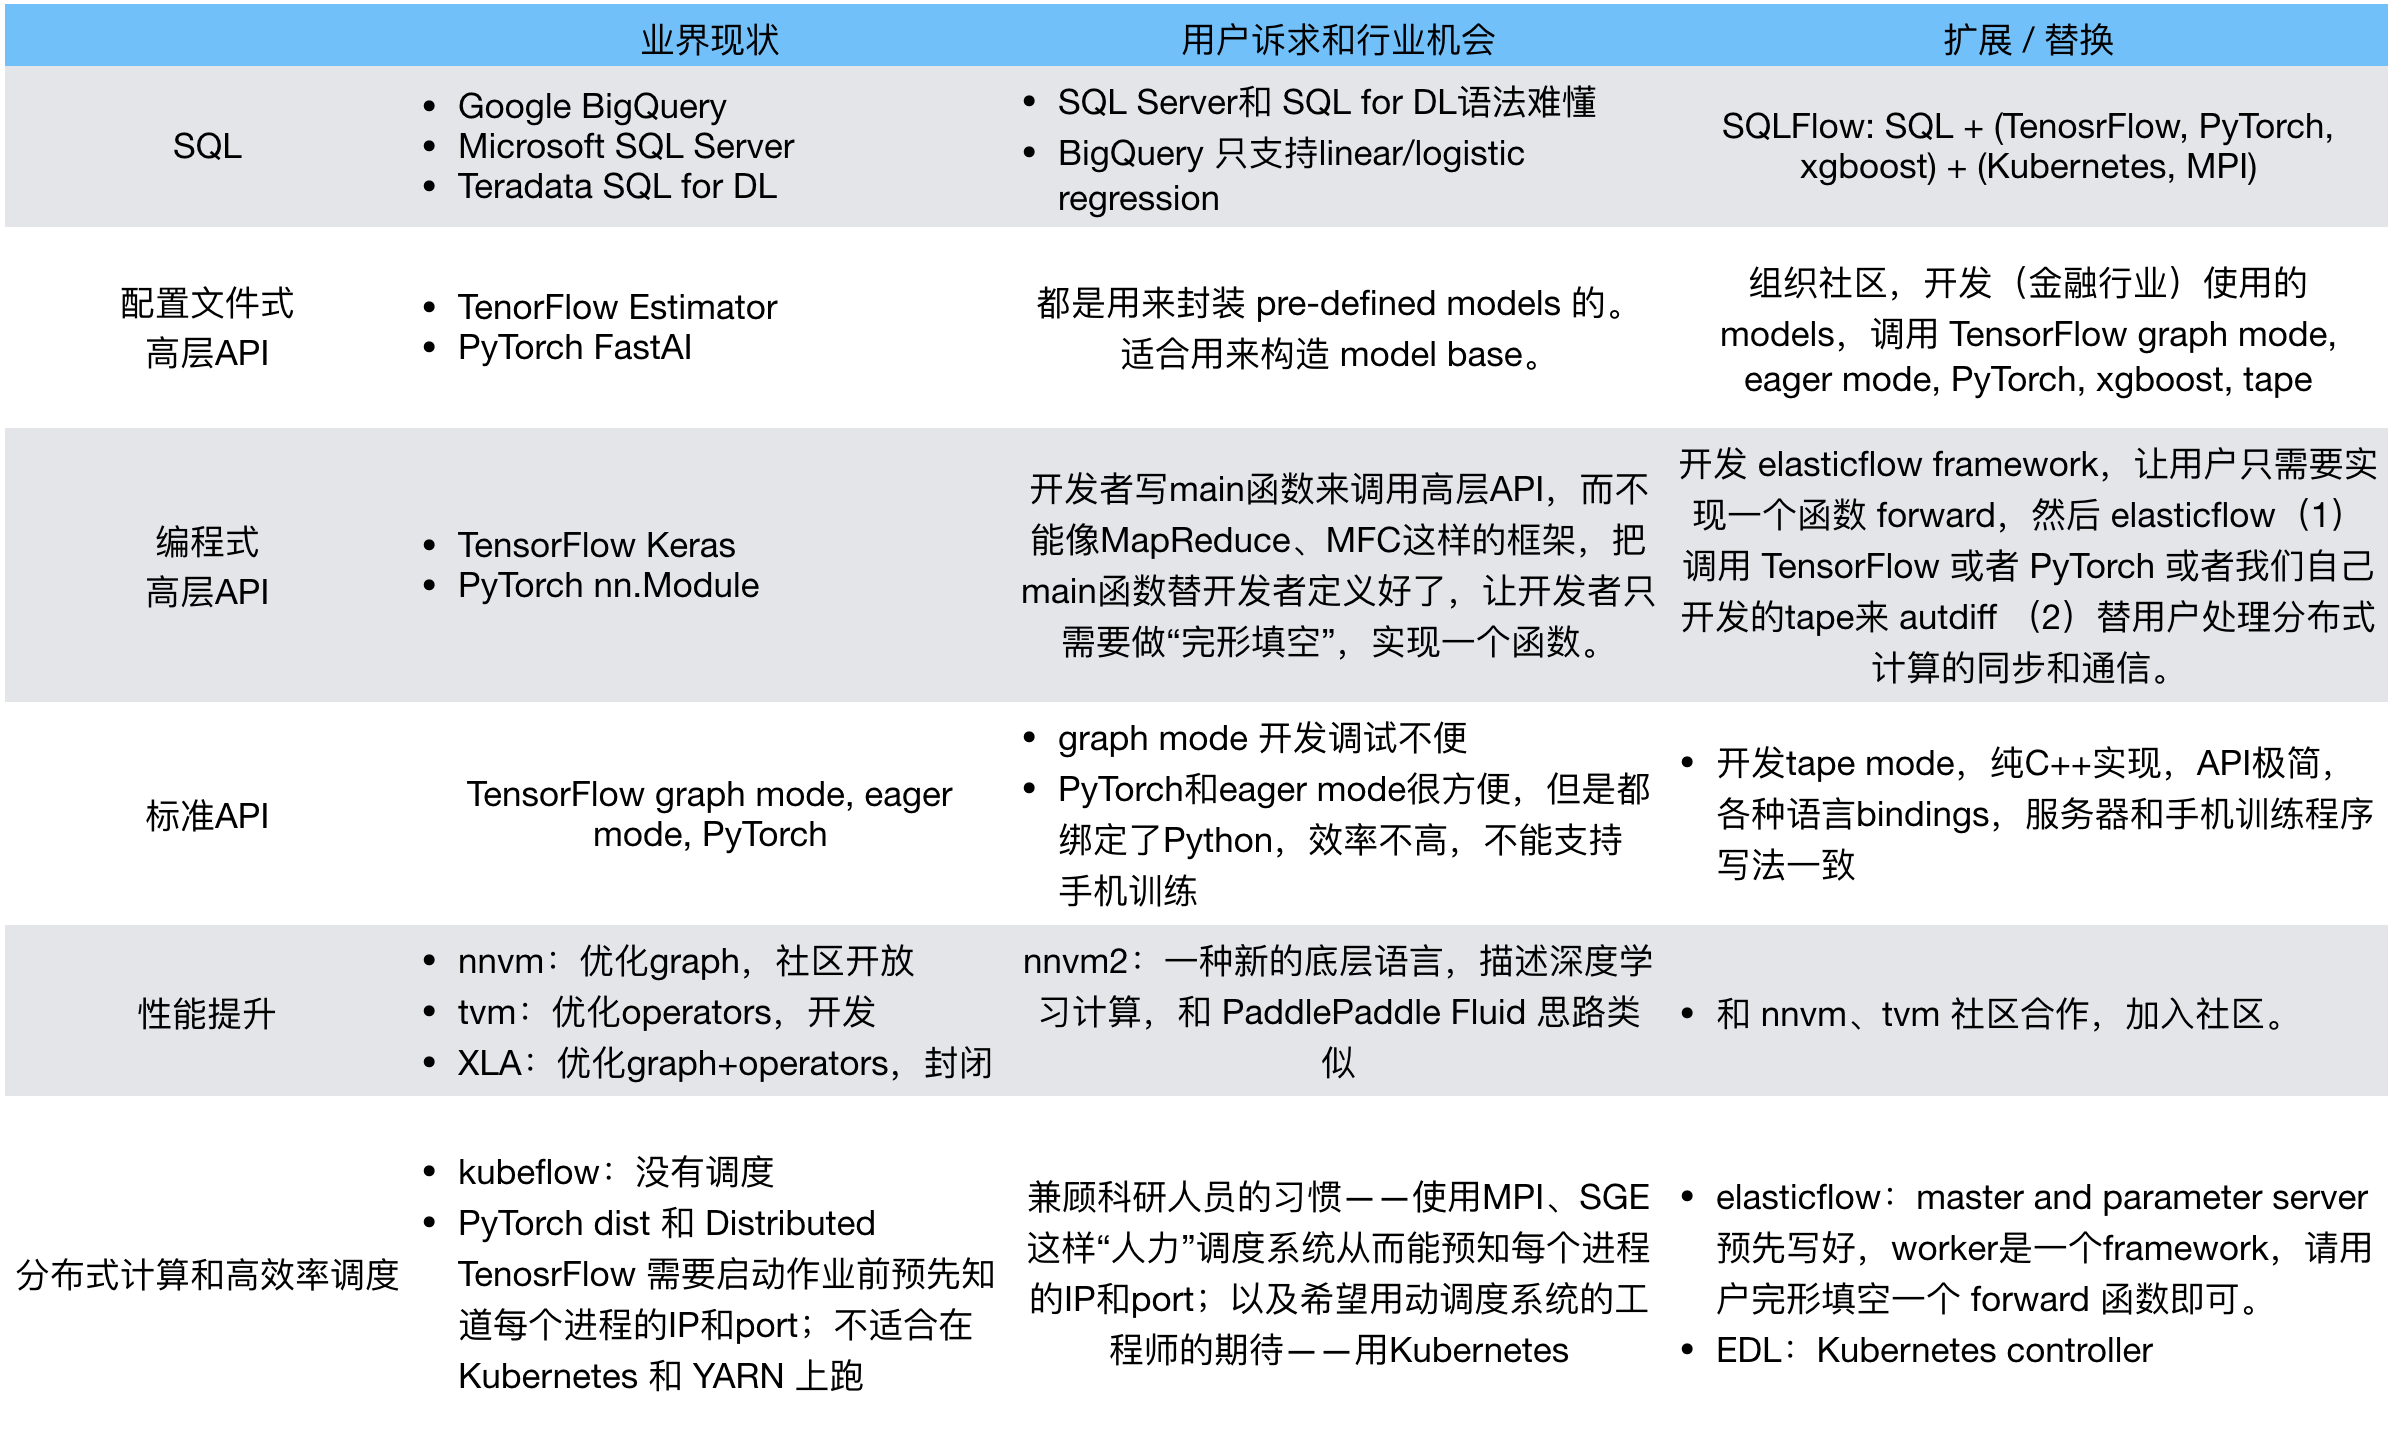 业界现状
用户诉求和行业机会
扩展 / 替换
SQL
• Google BigQuery
• Microsoft SQL Server
• Teradata SQL for DL
• SQL Server和 SQL for DL语法难懂
• BigQuery 只支持linear/logistic
regression
SQLFlow: SQL + (TenosrFlow, PyTorch,
xgboost) + (Kubernetes, MPI)
配置文件式
高层API
• TenorFlow Estimator
• PyTorch FastAI
都是用来封装 pre-defined models 的。
适合用来构造 model base。
组织社区，开发（金融行业）使用的
models，调用 TensorFlow graph mode,
eager mode, PyTorch, xgboost, tape
编程式
高层API
• TensorFlow Keras
• PyTorch nn.Module
开发者写main函数来调用高层API，而不
能像MapReduce、MFC这样的框架，把
main函数替开发者定义好了，让开发者只
需要做“完形填空”，实现一个函数。
开发 elasticflow framework，让用户只需要实
现一个函数 forward，然后 elasticflow（1）
调用 TensorFlow 或者 PyTorch 或者我们自己
开发的tape来 autdiff （2）替用户处理分布式
计算的同步和通信。
标准API
TensorFlow graph mode, eager
mode, PyTorch
• graph mode 开发调试不便
• PyTorch和eager mode很方便，但是都
绑定了Python，效率不高，不能支持
手机训练
• 开发tape mode，纯C++实现，API极简，
各种语言bindings，服务器和手机训练程序
写法一致
性能提升
• nnvm：优化graph，社区开放
• tvm：优化operators，开发
• XLA：优化graph+operators，封闭
nnvm2：一种新的底层语言，描述深度学
习计算，和 PaddlePaddle Fluid 思路类
似
• 和 nnvm、tvm 社区合作，加入社区。
分布式计算和高效率调度
• kubeflow：没有调度
• PyTorch dist 和 Distributed
TenosrFlow 需要启动作业前预先知
道每个进程的IP和port；不适合在
Kubernetes 和 YARN 上跑
兼顾科研人员的习惯——使用MPI、SGE
这样“人力”调度系统从而能预知每个进程
的IP和port；以及希望用动调度系统的工
程师的期待——用Kubernetes
• elasticflow：master and parameter server
预先写好，worker是一个framework，请用
户完形填空一个 forward 函数即可。
• EDL：Kubernetes controller